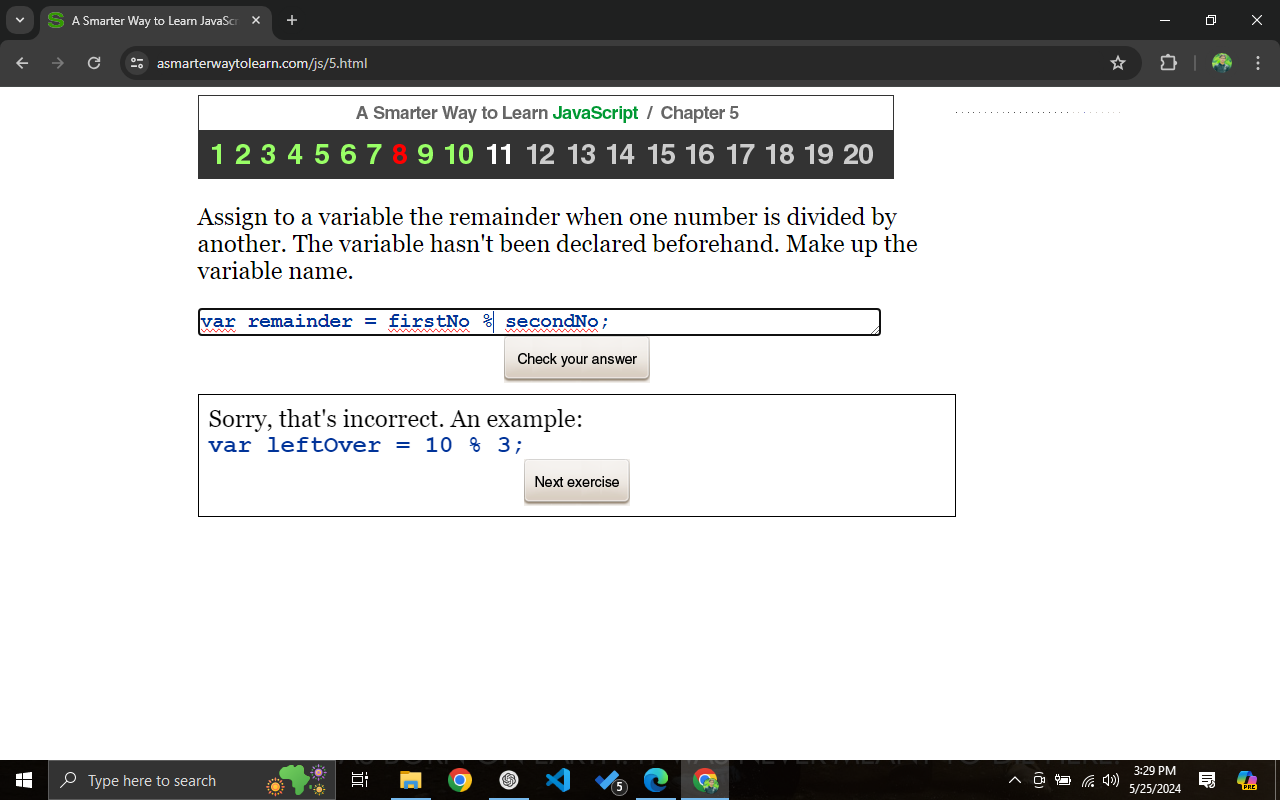 A Smarter Way to Learn JavaSc
asmarterwaytolearn.com/js/5.html
A Smarter Way to Learn JavaScript / Chapter 5
1 2 3 4 5 6 7 8 9 10 11 12 13 14 15 16 17 18 19 20
Assign to a variable the remainder when one number is divided by
another. The variable hasn't been declared beforehand. Make up the
variable name.
var remainder = firstNo % secondNo;
Check your answer
Sorry, that's incorrect. An example:
var leftOver = 10 % 3;
Next exercise
Type here to search
5
3:29 PM
5/25/2024
PRE